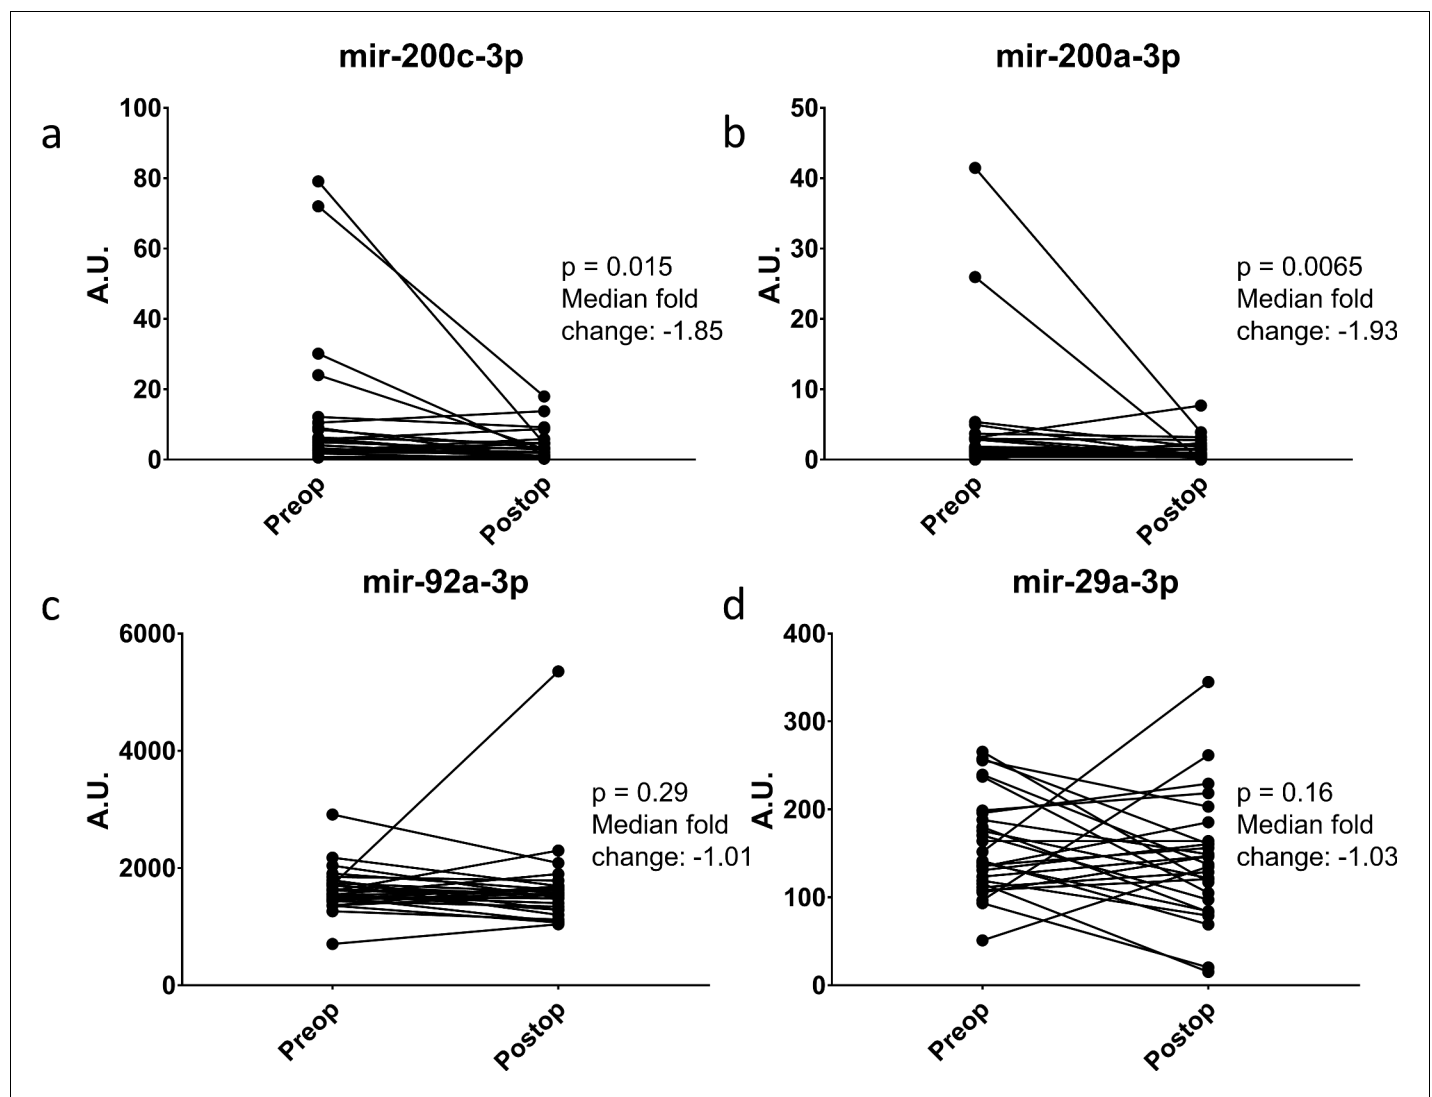 mir-200c-3p
a
100
80
60
40
20
0
A.U.
p = 0.015
Median fold
change: -1.85
Preop
Postop
mir-200a-3p
b
50
40
30
20
10
0
A.U.
p = 0.0065
Median fold
change: -1.93
Preop
Postop
mir-92a-3p
c
6000
4000
2000
0
A.U.
p = 0.29
Median fold
change: -1.01
Preop
Postop
mir-29a-3p
d
400
300
200
100
0
A.U.
p = 0.16
Median fold
change: -1.03
Preop
Postop